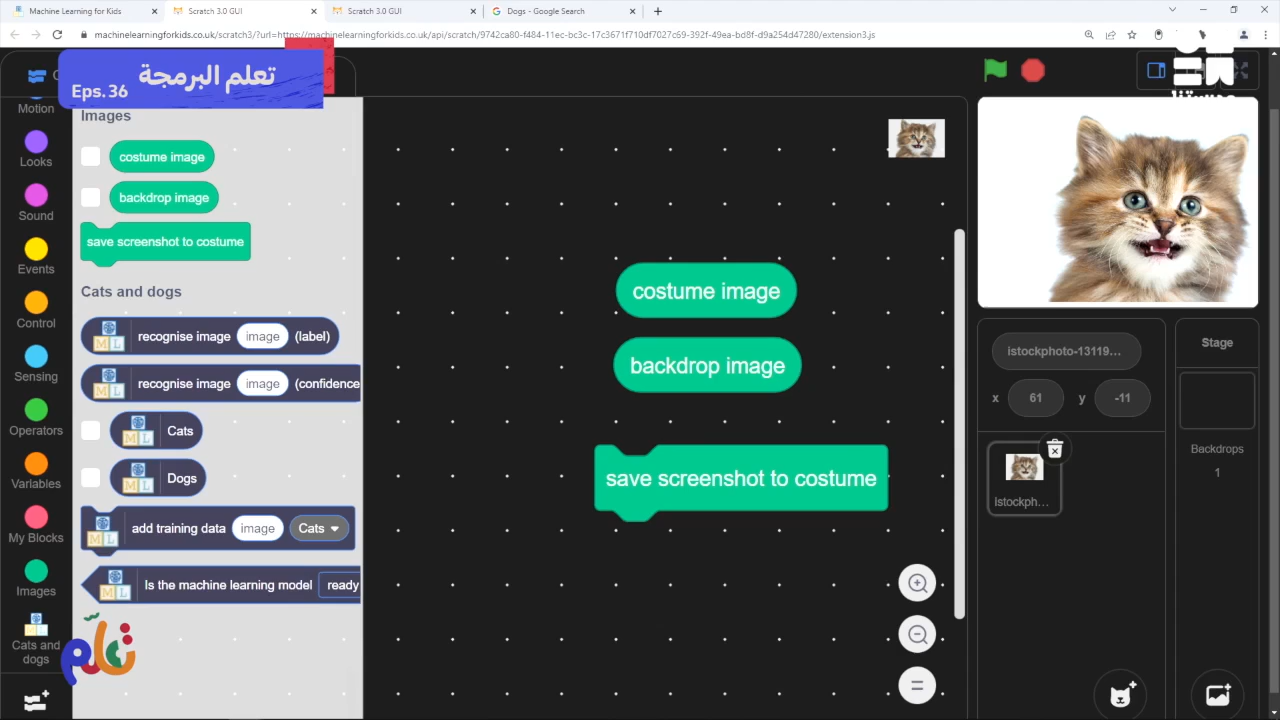 Machine Learning for Kids
Scratch 3.0 GUI
Scratch 3.0 GUI
Dogs - Google Search
machinelearningforkids.co.uk/scratch3/?url=https://machinelearningforkids.co.uk/api/scratch/9742ca80-f484-11ec-bc3c-17c3671f710df7027c69-392f-49ea-bd8f-d9a254d47280/extension3.js
تعلم البرمجة
Eps.36
Motion
Looks
Sound
Events
Control
Sensing
Operators
Variables
My Blocks
Images
Cats and
dogs
Images
costume image
backdrop image
save screenshot to costume
Cats and dogs
recognise image image (label)
recognise image image (confidence
Cats
Dogs
add training data image Cats
Is the machine learning model ready
costume image
backdrop image
save screenshot to costume
istockphoto-13119...
x 61 y -11
istockph...
Stage
Backdrops
1